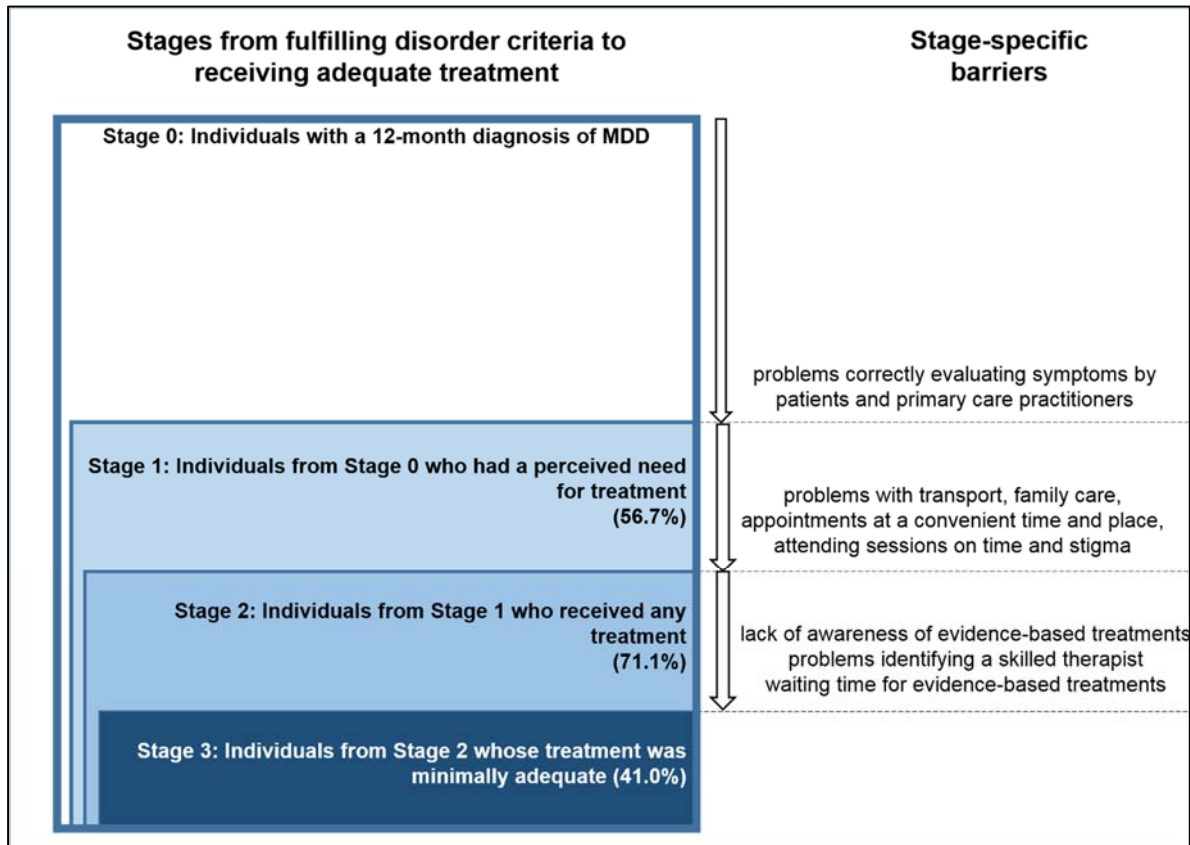 Stages from fulfilling disorder criteria to
receiving adequate treatment
Stage-specific
barriers
Stage 0: Individuals with a 12-month diagnosis of MDD
problems correctly evaluating symptoms by
patients and primary care practitioners
Stage 1: Individuals from Stage 0 who had a perceived need
for treatment
(56.7%)
problems with transport, family care,
appointments at a convenient time and place,
attending sessions on time and stigma
Stage 2: Individuals from Stage 1 who received any
treatment
(71.1%)
lack of awareness of evidence-based treatments
problems identifying a skilled therapist
waiting time for evidence-based treatments
Stage 3: Individuals from Stage 2 whose treatment was
minimally adequate (41.0%)